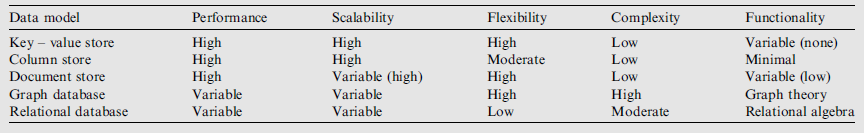 Data model Performance Scalability Flexibility Complexity Functionality
Key – value store High High High Low Variable (none)
Column store High High Moderate Low Minimal
Document store High Variable (high) High Low Variable (low)
Graph database Variable Variable High High Graph theory
Relational database Variable Variable Low Moderate Relational algebra